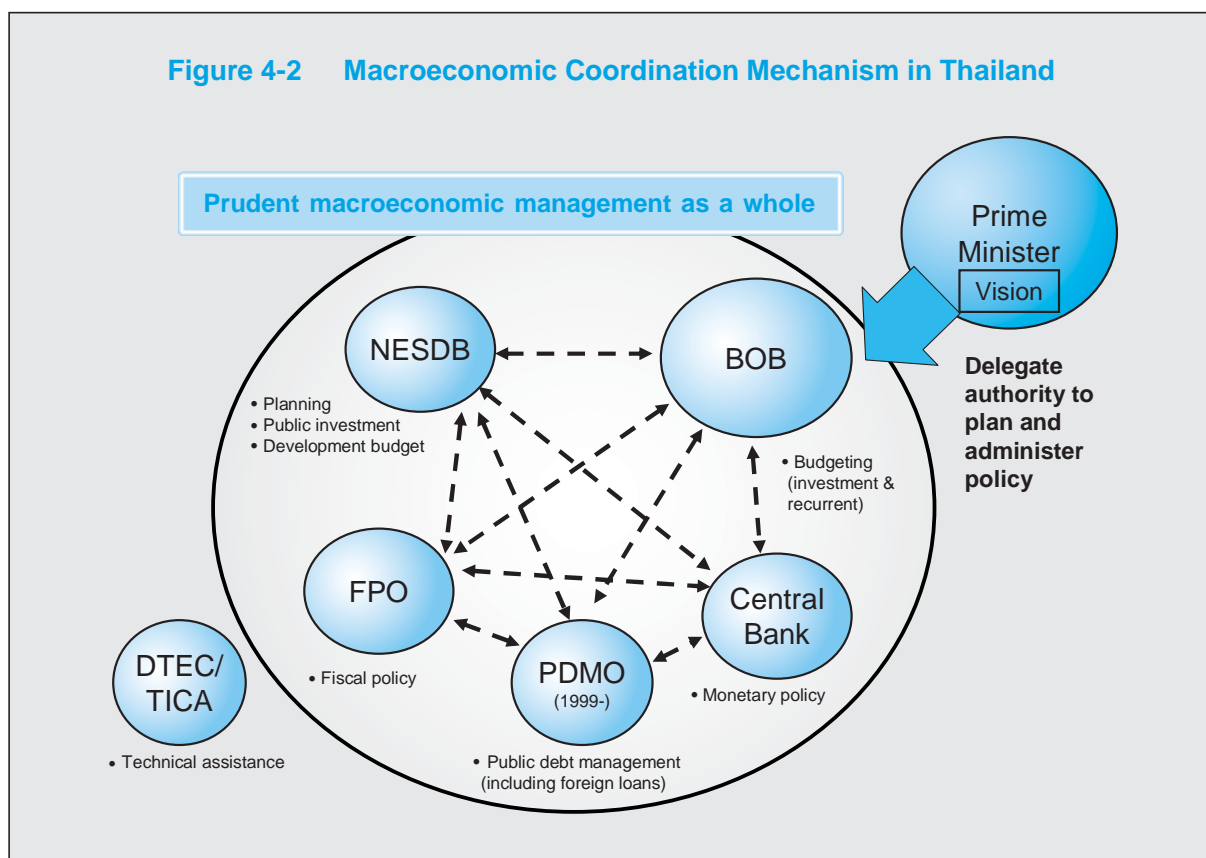 Figure 4-2 Macroeconomic Coordination Mechanism in Thailand
Prudent macroeconomic management as a whole
Prime
Minister
Vision
Delegate
authority to
plan and
administer
policy
NESDB
• Planning
• Public investment
• Development budget
BOB
• Budgeting
(investment &
recurrent)
FPO
• Fiscal policy
PDMO
(1999-)
• Public debt management
(including foreign loans)
Central
Bank
• Monetary policy
DTEC/
TICA
• Technical assistance